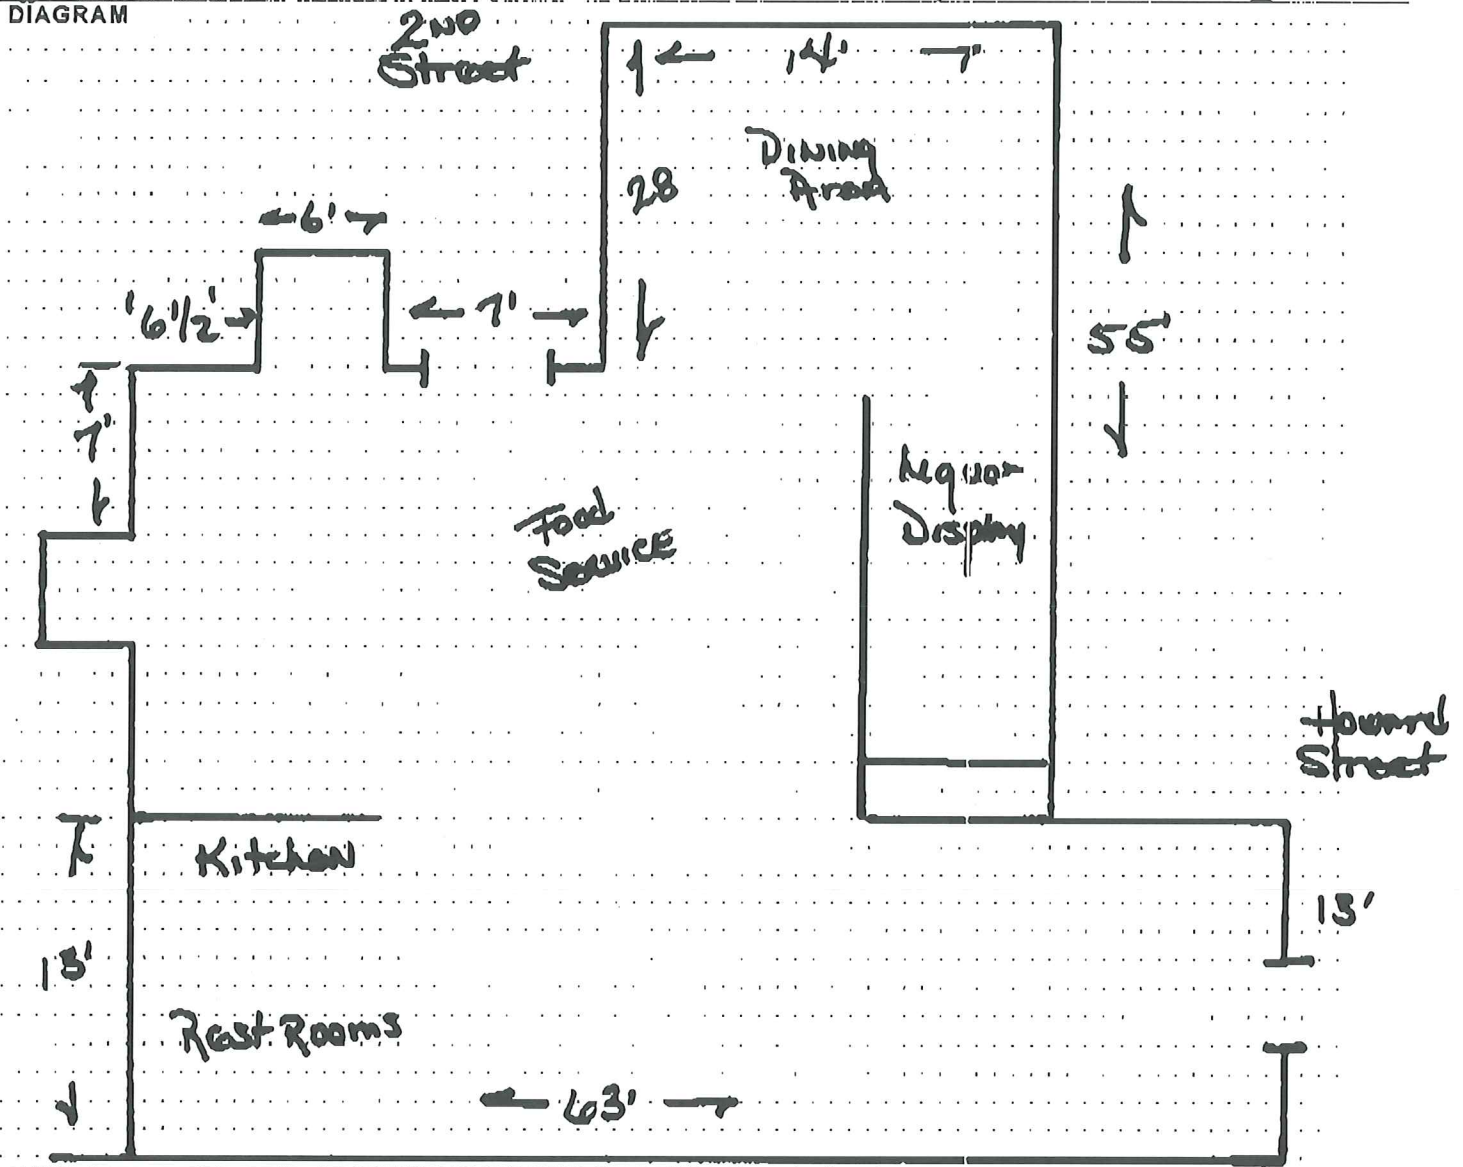 DIAGRAM
2ND
Street
14'
Dining
Area
28
6'
6 1/2'
7'
55'
7'
Liquor
Display
Food
Service
Howard
Street
Kitchen
13'
13'
Rest Rooms
63'